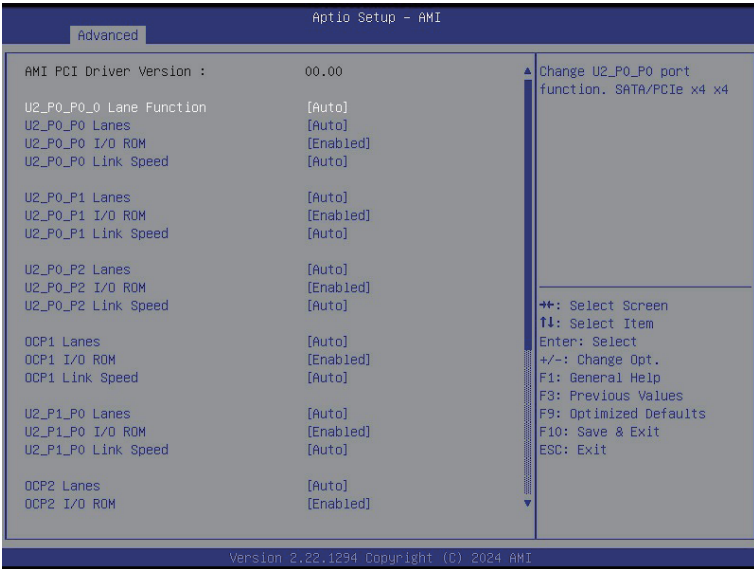 Aptio Setup – AMI
Advanced
AMI PCI Driver Version : 00.00
U2_P0_P0_0 Lane Function [Auto]
U2_P0_P0 Lanes [Auto]
U2_P0_P0 I/O ROM [Enabled]
U2_P0_P0 Link Speed [Auto]
U2_P0_P1 Lanes [Auto]
U2_P0_P1 I/O ROM [Enabled]
U2_P0_P1 Link Speed [Auto]
U2_P0_P2 Lanes [Auto]
U2_P0_P2 I/O ROM [Enabled]
U2_P0_P2 Link Speed [Auto]
OCP1 Lanes [Auto]
OCP1 I/O ROM [Enabled]
OCP1 Link Speed [Auto]
U2_P1_P0 Lanes [Auto]
U2_P1_P0 I/O ROM [Enabled]
U2_P1_P0 Link Speed [Auto]
OCP2 Lanes [Auto]
OCP2 I/O ROM [Enabled]
Change U2_P0_P0 port
function. SATA/PCIe x4 x4
→←: Select Screen
↑↓: Select Item
Enter: Select
+/-: Change Opt.
F1: General Help
F3: Previous Values
F9: Optimized Defaults
F10: Save & Exit
ESC: Exit
Version 2.22.1294 Copyright (C) 2024 AMI